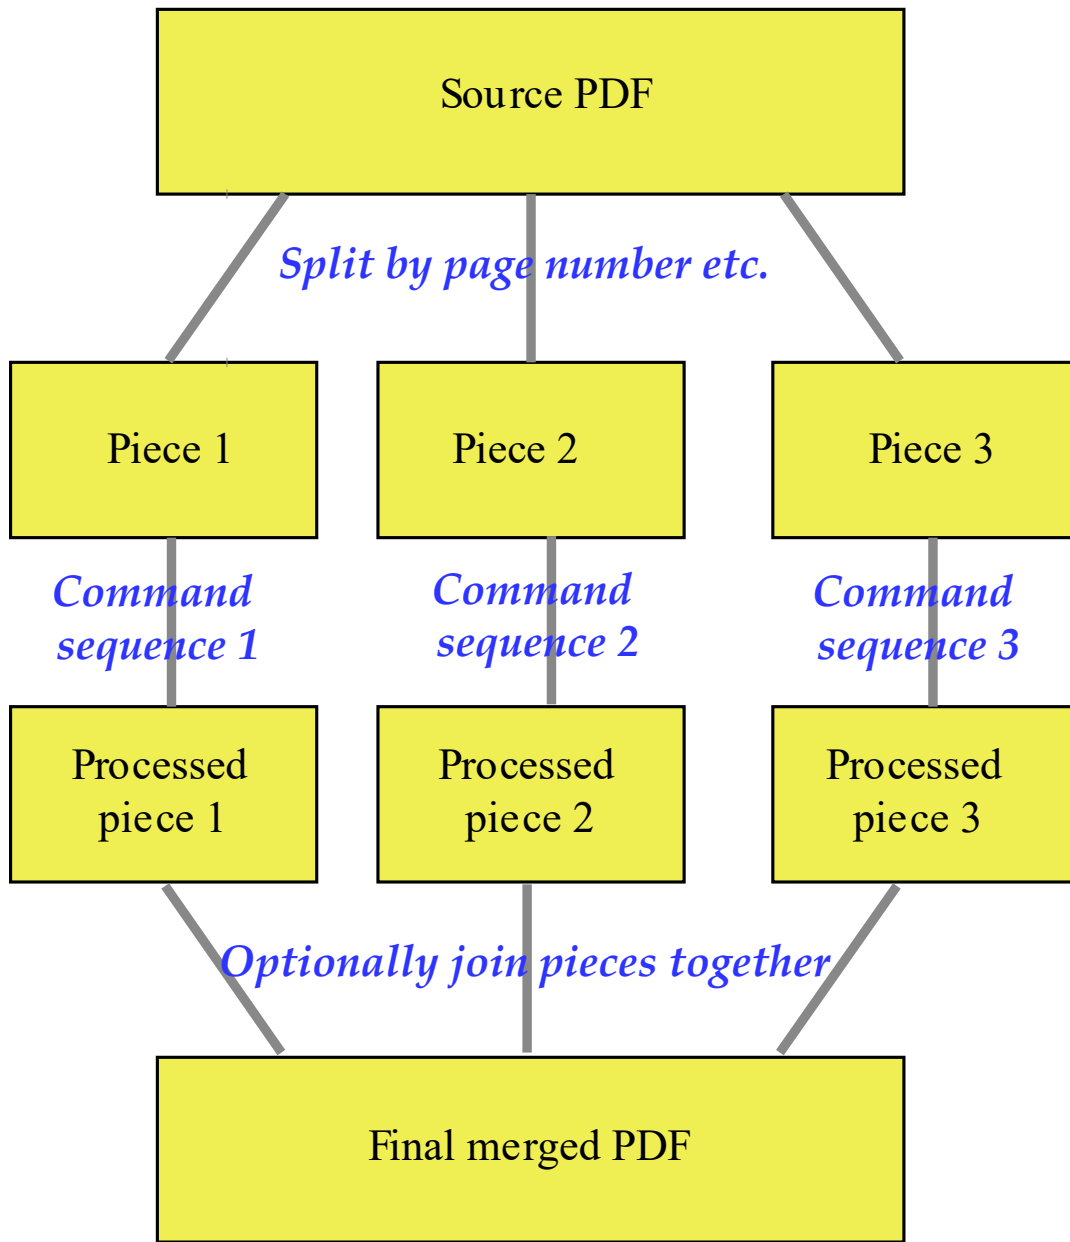 Source PDF
Split by page number etc.
Piece 1
Piece 2
Piece 3
Command
sequence 1
Command
sequence 2
Command
sequence 3
Processed
piece 1
Processed
piece 2
Processed
piece 3
Optionally join pieces together
Final merged PDF